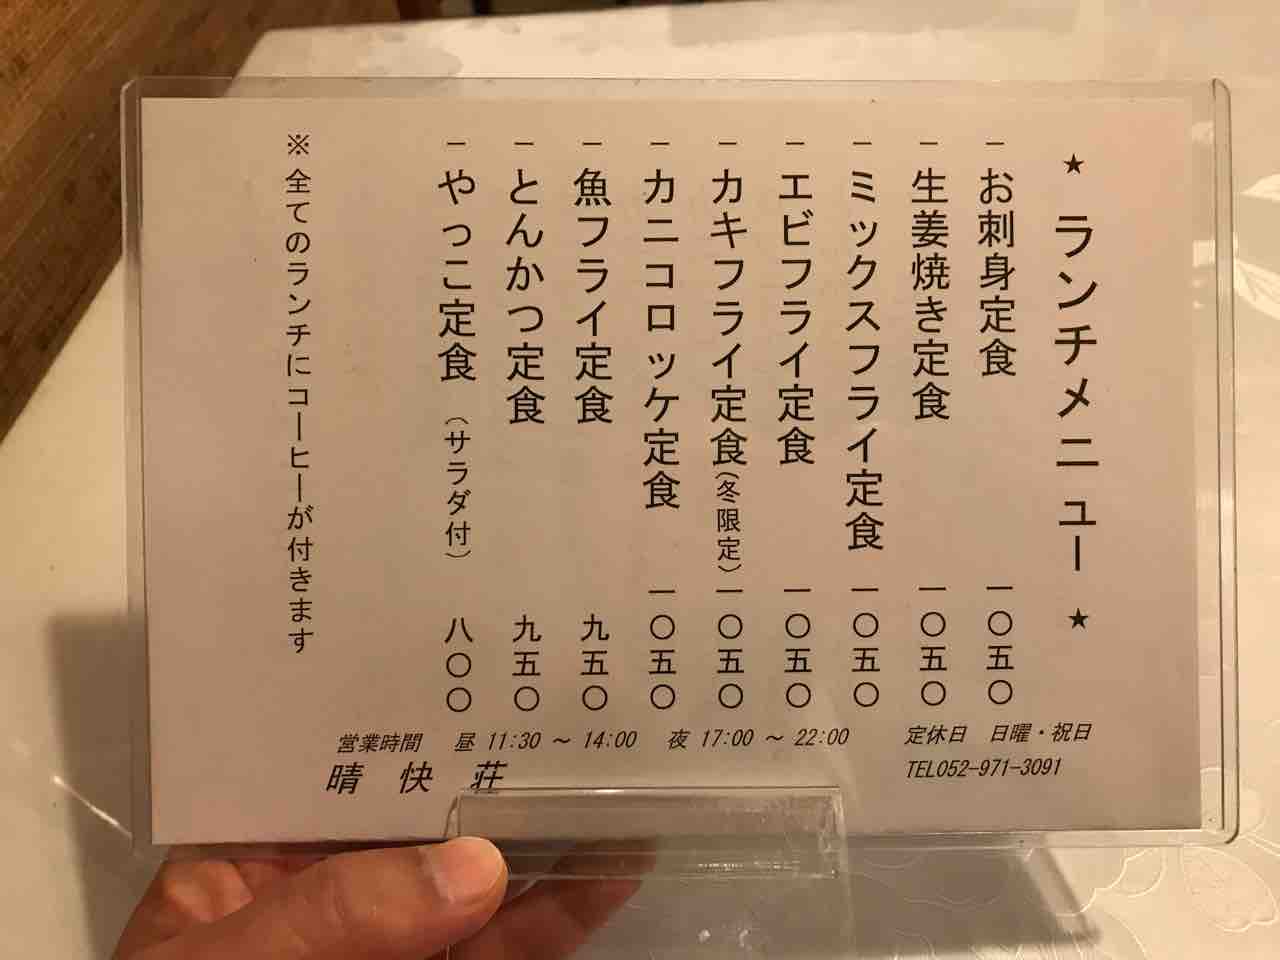 ★ ランチメニュー ★
一 お刺身定食 一〇五〇
一 生姜焼き定食 一〇五〇
一 ミックスフライ定食 一〇五〇
一 エビフライ定食 一〇五〇
一 カキフライ定食(冬限定) 一〇五〇
一 カニコロッケ定食 一〇五〇
一 魚フライ定食 九五〇
一 とんかつ定食 九五〇
一 やっこ定食 (サラダ付) 八〇〇
※全てのランチにコーヒーが付きます
営業時間 昼 11:30 ～ 14:00 夜 17:00 ～ 22:00 定休日 日曜・祝日
晴 快 荘 TEL052-971-3091